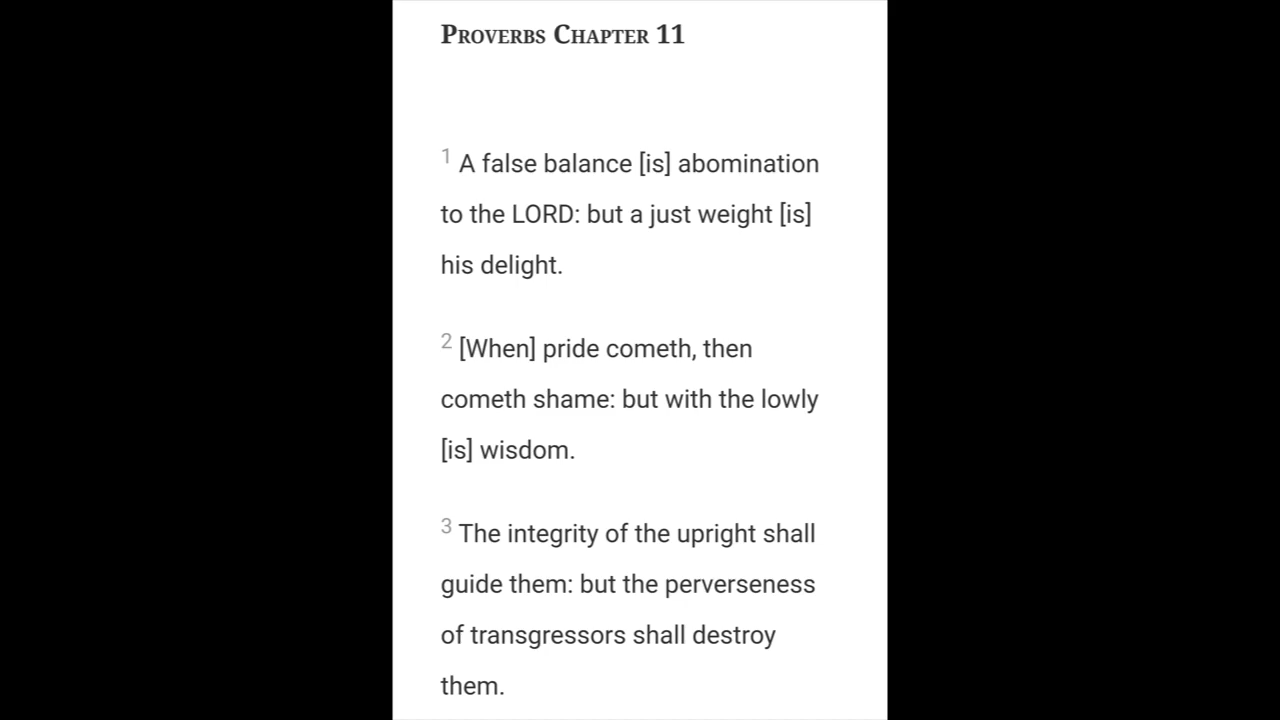 Proverbs Chapter 11
1 A false balance [is] abomination
to the LORD: but a just weight [is]
his delight.
2 [When] pride cometh, then
cometh shame: but with the lowly
[is] wisdom.
3 The integrity of the upright shall
guide them: but the perverseness
of transgressors shall destroy
them.